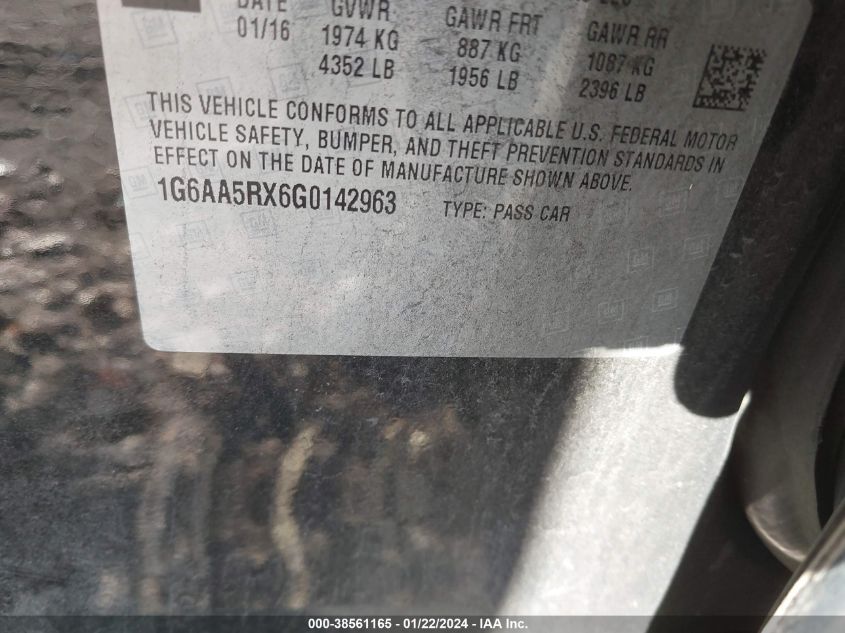 DATE GVWR GAWR FRT GAWR RR
01/16 1974 KG 887 KG 1087 KG
4352 LB 1956 LB 2396 LB
THIS VEHICLE CONFORMS TO ALL APPLICABLE U.S. FEDERAL MOTOR
VEHICLE SAFETY, BUMPER, AND THEFT PREVENTION STANDARDS IN
EFFECT ON THE DATE OF MANUFACTURE SHOWN ABOVE.
1G6AA5RX6G0142963 TYPE: PASS CAR
000-38561165 - 01/22/2024 - IAA Inc.